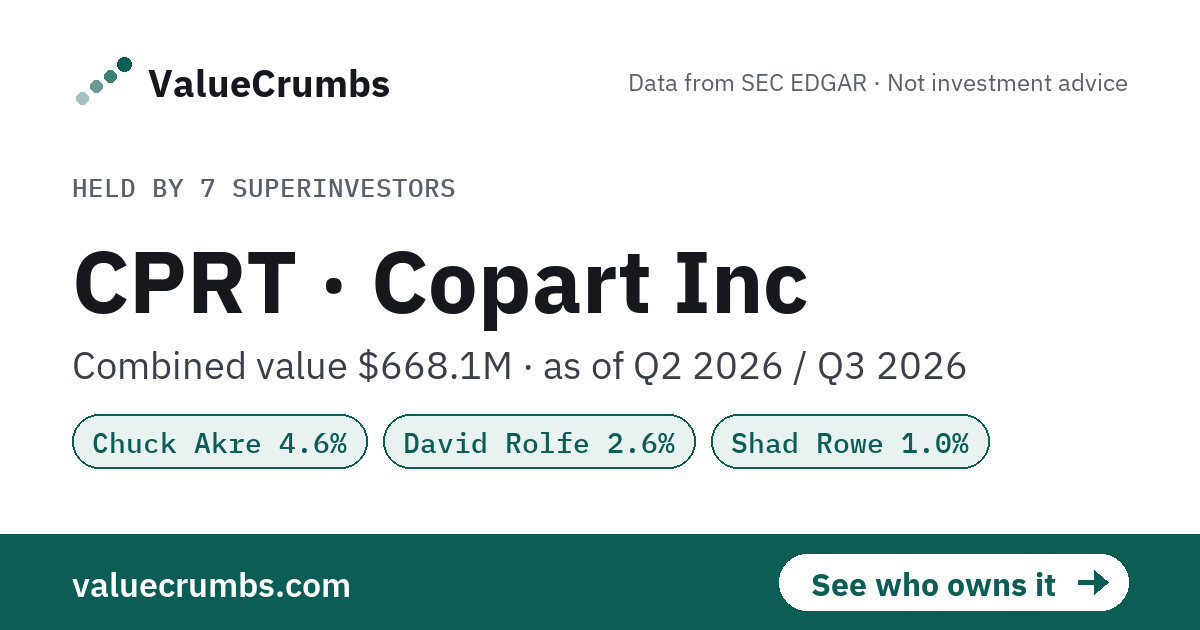 ValueCrumbs
Data from SEC EDGAR · Not investment advice
HELD BY 7 SUPERINVESTORS
CPRT · Copart Inc
Combined value $668.1M · as of Q2 2026 / Q3 2026
Chuck Akre 4.6%
David Rolfe 2.6%
Shad Rowe 1.0%
valuecrumbs.com
See who owns it